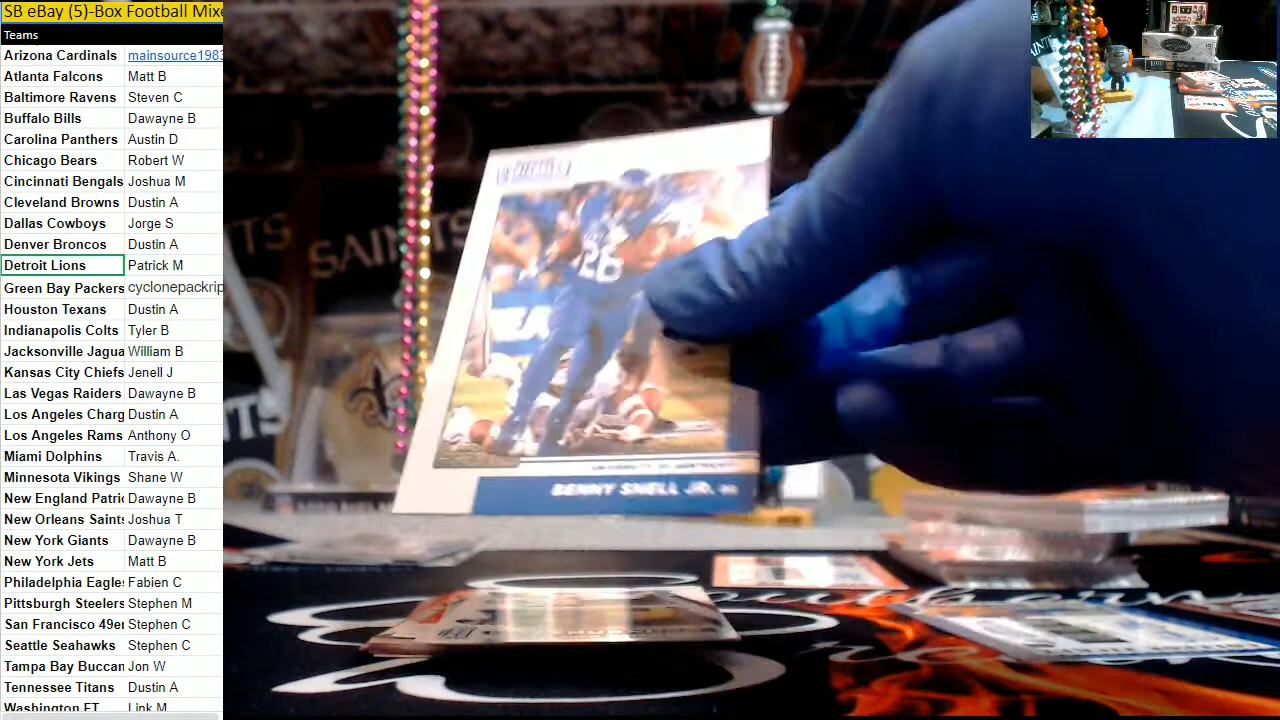 SB eBay (5)-Box Football Mixe
Teams
Arizona Cardinals mainsource1983
Atlanta Falcons Matt B
Baltimore Ravens Steven C
Buffalo Bills Dawayne B
Carolina Panthers Austin D
Chicago Bears Robert W
Cincinnati Bengals Joshua M
Cleveland Browns Dustin A
Dallas Cowboys Jorge S
Denver Broncos Dustin A
Detroit Lions Patrick M
Green Bay Packers cyclonepackrip
Houston Texans Dustin A
Indianapolis Colts Tyler B
Jacksonville Jagua William B
Kansas City Chiefs Jenell J
Las Vegas Raiders Dawayne B
Los Angeles Charg Dustin A
Los Angeles Rams Anthony O
Miami Dolphins Travis A.
Minnesota Vikings Shane W
New England Patri Dawayne B
New Orleans Saints Joshua T
New York Giants Dawayne B
New York Jets Matt B
Philadelphia Eagle Fabien C
Pittsburgh Steelers Stephen M
San Francisco 49er Stephen C
Seattle Seahawks Stephen C
Tampa Bay Buccan Jon W
Tennessee Titans Dustin A
Washington FT Link M
SAINTS
26
BENNY SNELL JR.
Certified